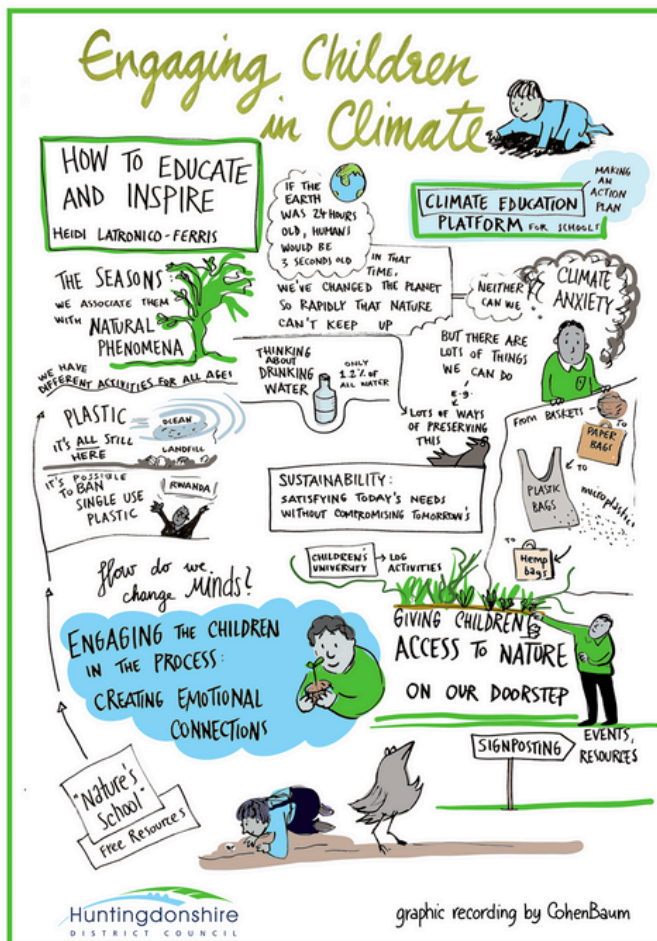 Engaging Children
in Climate
HOW TO EDUCATE
AND INSPIRE
HEIDI LATRONICO-FERRIS
IF THE
EARTH
WAS 24 HOURS
OLD, HUMANS
WOULD BE
3 SECONDS OLD
IN THAT
TIME,
WE'VE CHANGED THE PLANET
SO RAPIDLY THAT NATURE
CAN'T KEEP UP
MAKING
AN
ACTION
PLAN
CLIMATE EDUCATION
PLATFORM FOR SCHOOLS
NEITHER
CAN WE
CLIMATE
ANXIETY
THE SEASONS:
WE ASSOCIATE THEM
WITH NATURAL
PHENOMENA
WE HAVE
DIFFERENT ACTIVITIES FOR ALL AGES
THINKING
ABOUT
DRINKING
WATER
ONLY
1.2% OF
ALL WATER
BUT THERE ARE
LOTS OF THINGS
WE CAN DO
e.g.
LOTS OF WAYS
OF PRESERVING
THIS
FROM BASKETS
TO
PAPER
BAGS
TO
PLASTIC
BAGS
microplastics
TO
Hemp
bags
PLASTIC
IT'S ALL STILL
HERE
OCEAN
LANDFILL
IT'S POSSIBLE
TO BAN
SINGLE USE
PLASTIC
RWANDA
SUSTAINABILITY:
SATISFYING TODAY'S NEEDS
WITHOUT COMPROMISING TOMORROW'S
CHILDREN'S
UNIVERSITY
LOG
ACTIVITIES
How do we
change minds?
ENGAGING THE CHILDREN
IN THE PROCESS:
CREATING EMOTIONAL
CONNECTIONS
GIVING CHILDREN
ACCESS TO NATURE
ON OUR DOORSTEP
SIGNPOSTING
EVENTS,
RESOURCES
"Nature's
School"
Free Resources
Huntingdonshire
DISTRICT COUNCIL
graphic recording by CohenBaum